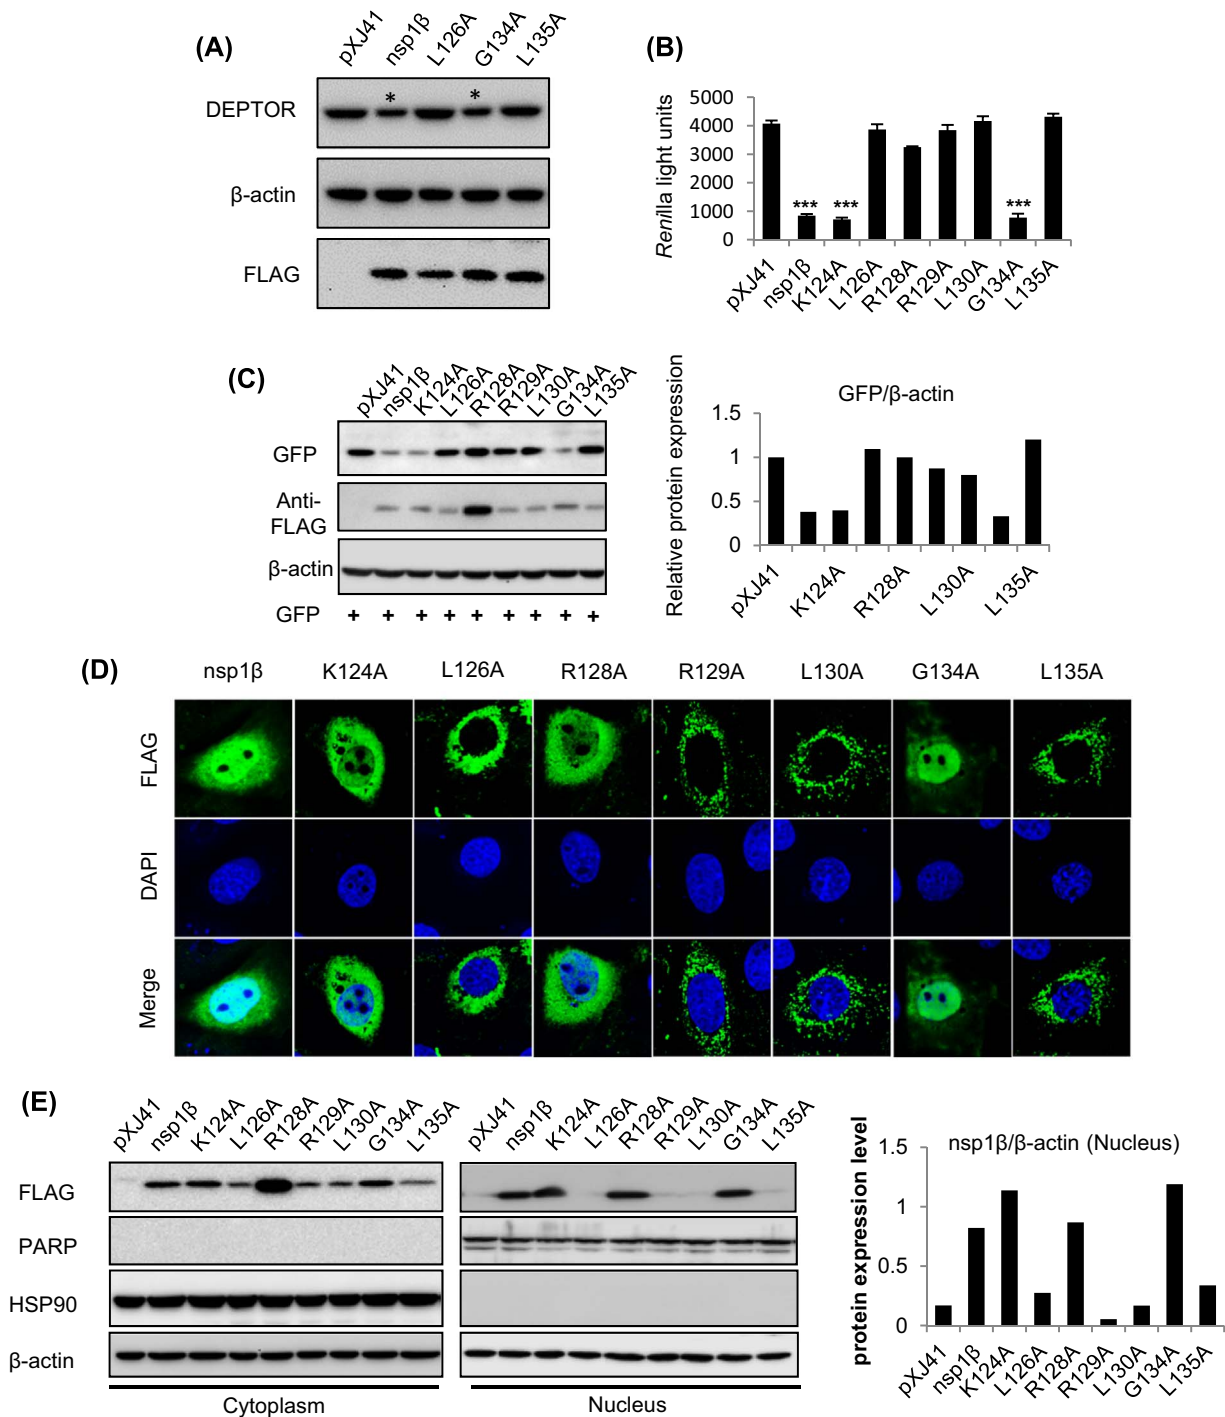 (A)
pXJ41 nsp1β L126A G134A L135A
DEPTOR
* *
β-actin
FLAG
(B)
5000
4000
3000
2000
1000
0
Renilla light units
*** *** ***
pXJ41 nsp1β K124A L126A R128A R129A L130A G134A L135A
(C)
pXJ41 nsp1β K124A L126A R128A R129A L130A G134A L135A
GFP
Anti-
FLAG
β-actin
GFP + + + + + + + + +
GFP/β-actin
Relative protein expression
1.5
1
0.5
0
pXJ41 K124A R128A L130A L135A
(D)
nsp1β K124A L126A R128A R129A L130A G134A L135A
FLAG
DAPI
Merge
(E)
pXJ41 nsp1β K124A L126A R128A R129A L130A G134A L135A
pXJ41 nsp1β K124A L126A R128A R129A L130A G134A L135A
FLAG
PARP
HSP90
β-actin
Cytoplasm
Nucleus
nsp1β/β-actin (Nucleus)
protein expression level
1.5
1
0.5
0
pXJ41 nsp1β K124A L126A R128A R129A L130A G134A L135A